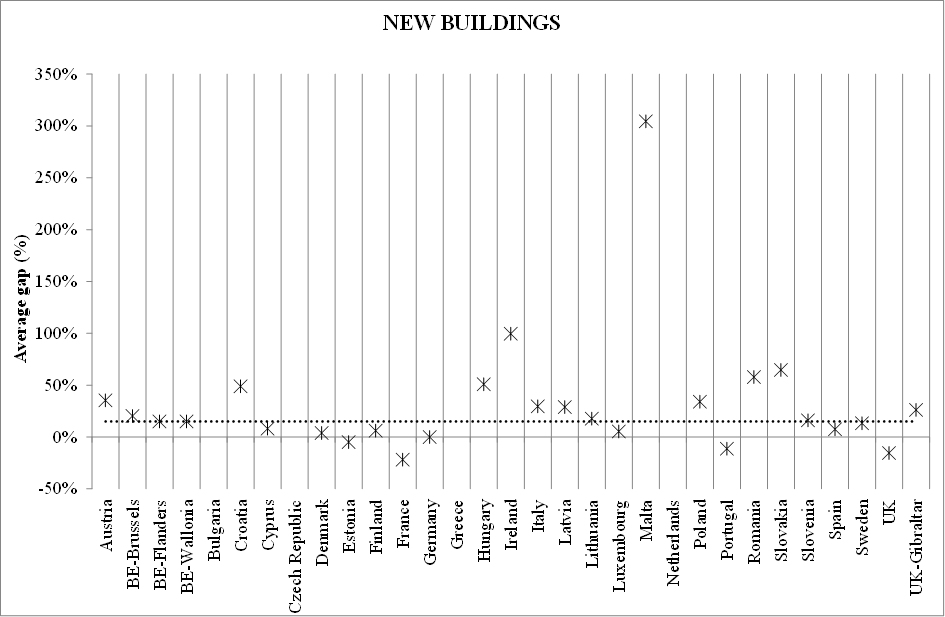 NEW BUILDINGS
Average gap (%)
350%
300%
250%
200%
150%
100%
50%
0%
-50%
Austria
BE-Brussels
BE-Flanders
BE-Wallonia
Bulgaria
Croatia
Cyprus
Czech Republic
Denmark
Estonia
Finland
France
Germany
Greece
Hungary
Ireland
Italy
Latvia
Lithuania
Luxembourg
Malta
Netherlands
Poland
Portugal
Romania
Slovakia
Slovenia
Spain
Sweden
UK
UK-Gibraltar